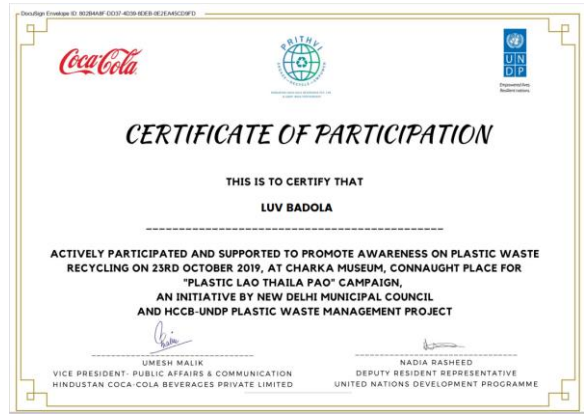 DocuSign Envelope ID: 802B4A8F-DD37-4D39-8DEB-0E2EA45CD9FD
Coca-Cola
PRITHVI
U N
D P
Empowered lives.
Resilient nations.
CERTIFICATE OF PARTICIPATION
THIS IS TO CERTIFY THAT
LUV BADOLA
ACTIVELY PARTICIPATED AND SUPPORTED TO PROMOTE AWARENESS ON PLASTIC WASTE
RECYCLING ON 23RD OCTOBER 2019, AT CHARKA MUSEUM, CONNAUGHT PLACE FOR
"PLASTIC LAO THAILA PAO" CAMPAIGN,
AN INITIATIVE BY NEW DELHI MUNICIPAL COUNCIL
AND HCCB-UNDP PLASTIC WASTE MANAGEMENT PROJECT
UMESH MALIK
VICE PRESIDENT- PUBLIC AFFAIRS & COMMUNICATION
HINDUSTAN COCA-COLA BEVERAGES PRIVATE LIMITED
NADIA RASHEED
DEPUTY RESIDENT REPRESENTATIVE
UNITED NATIONS DEVELOPMENT PROGRAMME